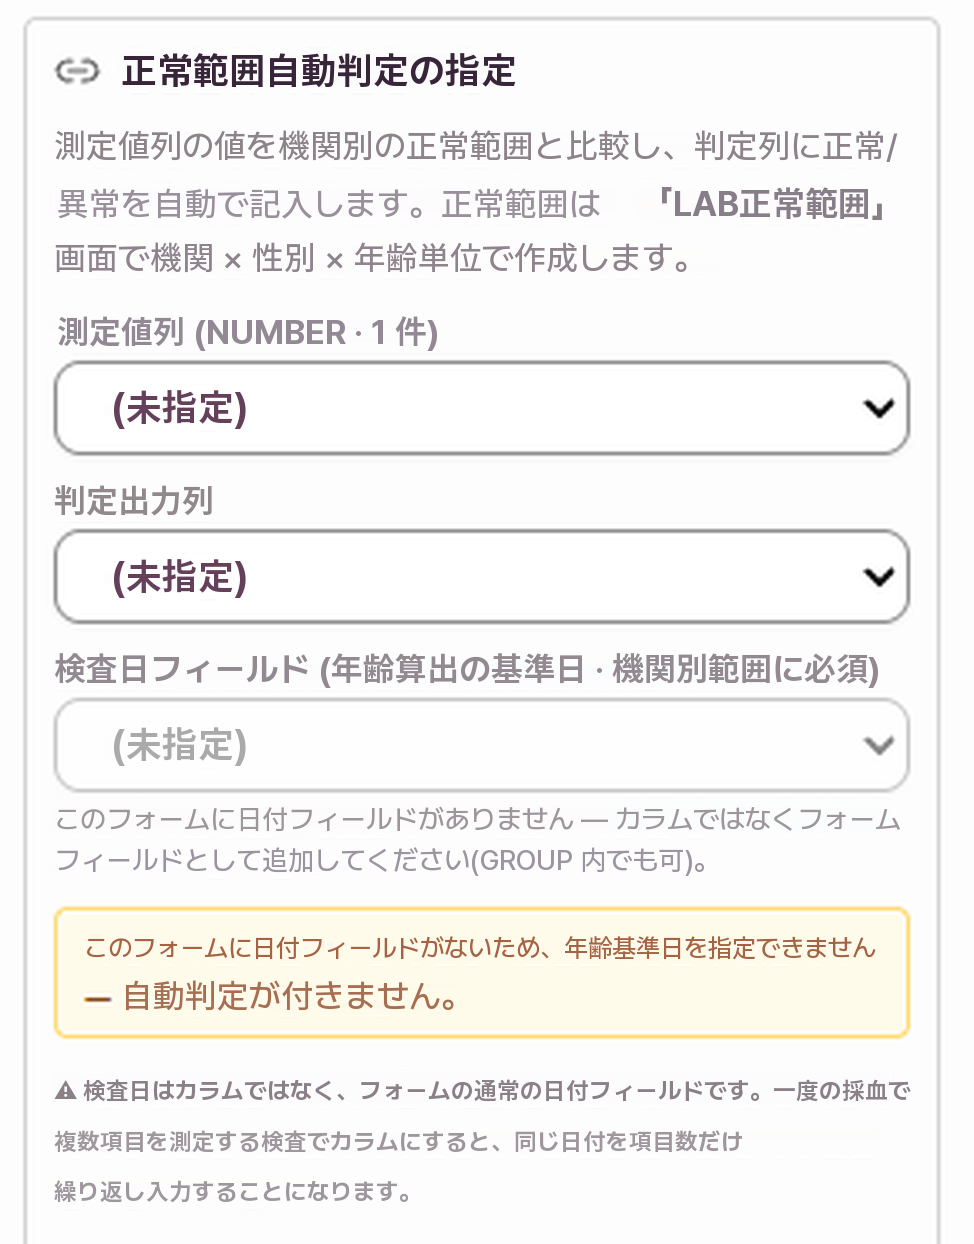 正常範囲自動判定の指定
測定値列の値を機関別の正常範囲と比較し、判定列に正常/
異常を自動で記入します。正常範囲は 「LAB正常範囲」
画面で機関 × 性別 × 年齢単位で作成します。
測定値列 (NUMBER · 1 件)
(未指定)
判定出力列
(未指定)
検査日フィールド (年齢算出の基準日 · 機関別範囲に必須)
(未指定)
このフォームに日付フィールドがありません — カラムではなくフォーム
フィールドとして追加してください(GROUP 内でも可)。
このフォームに日付フィールドがないため、年齢基準日を指定できません
— 自動判定が付きません。
⚠ 検査日はカラムではなく、フォームの通常の日付フィールドです。一度の採血で
複数項目を測定する検査でカラムにすると、同じ日付を項目数だけ
繰り返し入力することになります。